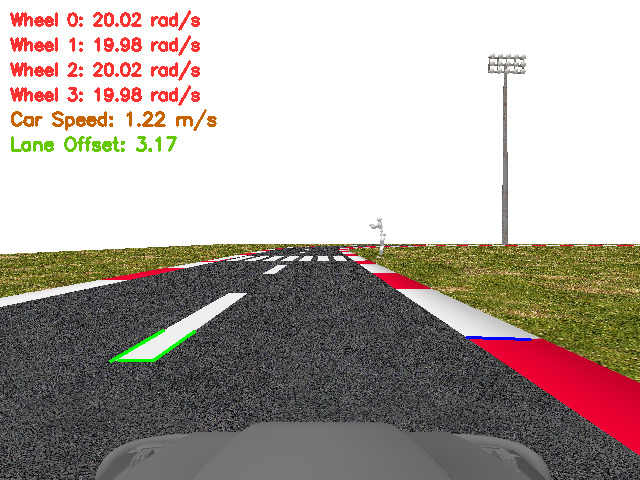 Wheel 0: 20.02 rad/s
Wheel 1: 19.98 rad/s
Wheel 2: 20.02 rad/s
Wheel 3: 19.98 rad/s
Car Speed: 1.22 m/s
Lane Offset: 3.17